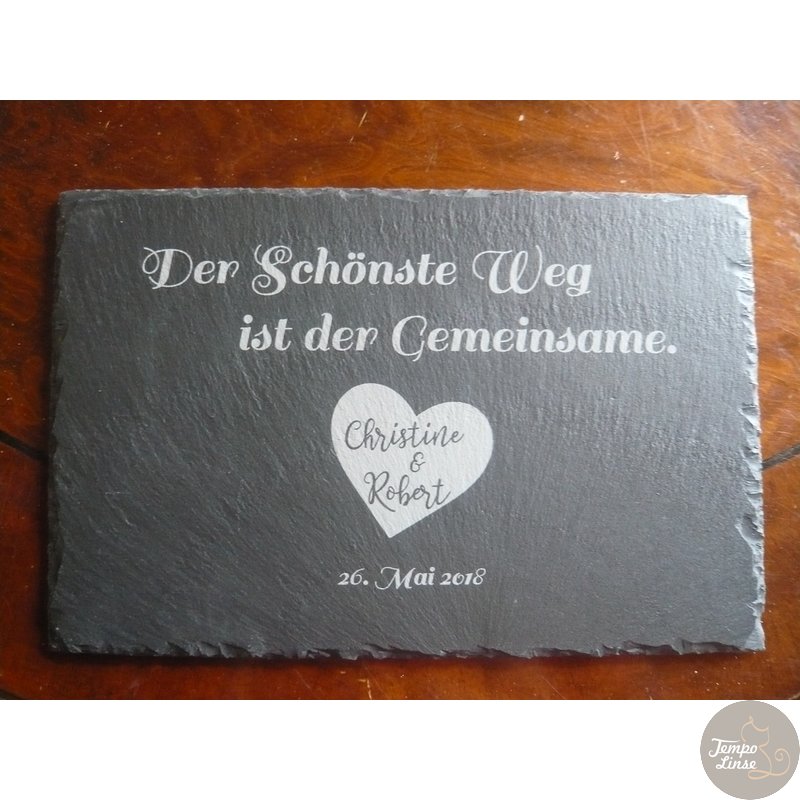 Der Schönste Weg
ist der Gemeinsame.
Christine
&
Robert
26. Mai 2018
Tempo
Linse